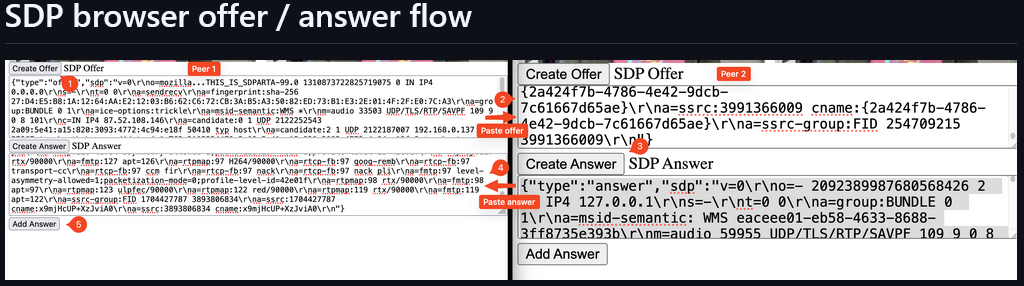 SDP browser offer / answer flow
Create Offer SDP Offer
Peer 1
1
{"type":"of ,"sdp":"v=0\r\no=mozilla...THIS_IS_SDPARTA-99.0 1310873722825719075 0 IN IP4
0.0.0.0\r\ns=-\r\nt=0 0\r\na=sendrecv\r\na=fingerprint:sha-256
27:D4:E5:B8:1A:12:64:AA:E2:12:03:B6:62:C6:72:CB:3A:B5:A3:50:82:ED:73:B1:E3:2E:01:4F:2F:E0:7C:A3\r\na=gro
up:BUNDLE 0 1\r\na=ice-options:trickle\r\na=msid-semantic:WMS *\r\nm=audio 33503 UDP/TLS/RTP/SAVPF 109 9
0 8 101\r\nc=IN IP4 87.52.108.146\r\na=candidate:0 1 UDP 2122252543
2a09:5e41:a15:820:3093:4772:4c94:e18f 50410 typ host\r\na=candidate:2 1 UDP 2122187007 192.168.0.137
Create Answer SDP Answer
rtx/90000\r\na=fmtp:127 apt=126\r\na=rtpmap:97 H264/90000\r\na=rtcp-fb:97 goog-remb\r\na=rtcp-fb:97
transport-cc\r\na=rtcp-fb:97 ccm fir\r\na=rtcp-fb:97 nack\r\na=rtcp-fb:97 nack pli\r\na=fmtp:97 level-
asymmetry-allowed=1;packetization-mode=0;profile-level-id=42e01f\r\na=rtpmap:98 rtx/90000\r\na=fmtp:98
apt=97\r\na=rtpmap:123 ulpfec/90000\r\na=rtpmap:122 red/90000\r\na=rtpmap:119 rtx/90000\r\na=fmtp:119
apt=122\r\na=ssrc-group:FID 1704427787 3893806834\r\na=ssrc:1704427787
cname:x9mjHcUP+XzJviA0\r\na=ssrc:3893806834 cname:x9mjHcUP+XzJviA0\r\n"}
Add Answer
5
2
Paste offer
4
Paste answer
Create Offer SDP Offer
Peer 2
{2a424f7b-4786-4e42-9dcb-
7c61667d65ae}\r\na=ssrc:3991366009 cname:{2a424f7b-4786-
4e42-9dcb-7c61667d65ae}\r\na=ssrc-group:FID 254709215
3991366009\r\n"}
3
Create Answer SDP Answer
{"type":"answer","sdp":"v=0\r\no=- 2092389987680568426 2
IN IP4 127.0.0.1\r\ns=-\r\nt=0 0\r\na=group:BUNDLE 0
1\r\na=msid-semantic: WMS eaceee01-eb58-4633-8688-
3ff8735e393b\r\nm=audio 59955 UDP/TLS/RTP/SAVPF 109 9 0 8
Add Answer